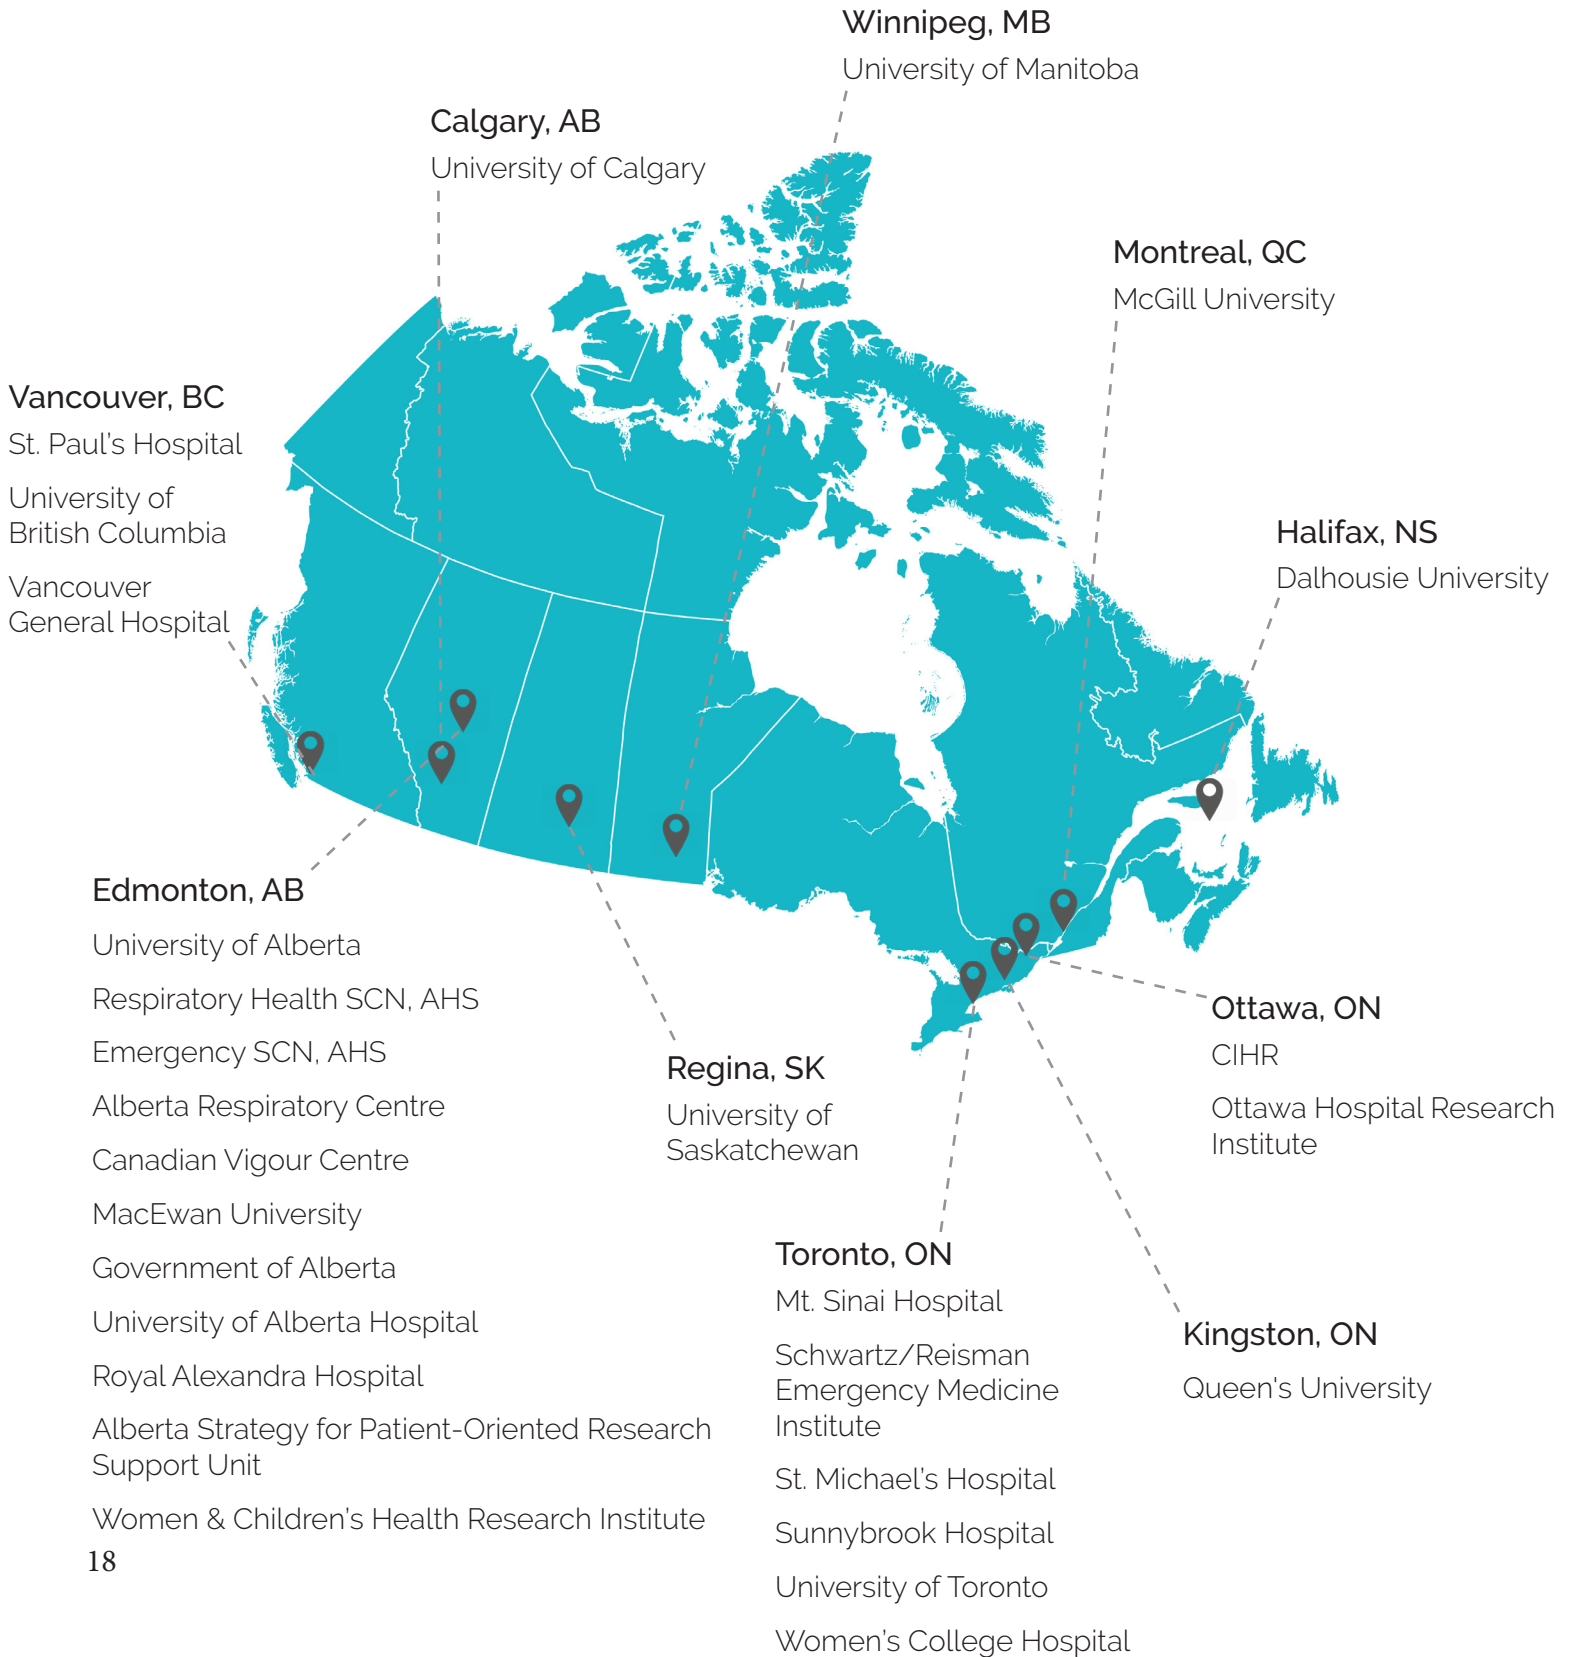 Winnipeg, MB
University of Manitoba
Calgary, AB
University of Calgary
Montreal, QC
McGill University
Vancouver, BC
St. Paul's Hospital
University of
British Columbia
Vancouver
General Hospital
Halifax, NS
Dalhousie University
Edmonton, AB
University of Alberta
Respiratory Health SCN, AHS
Emergency SCN, AHS
Alberta Respiratory Centre
Canadian Vigour Centre
MacEwan University
Government of Alberta
University of Alberta Hospital
Royal Alexandra Hospital
Alberta Strategy for Patient-Oriented Research
Support Unit
Women & Children's Health Research Institute
Regina, SK
University of
Saskatchewan
Ottawa, ON
CIHR
Ottawa Hospital Research
Institute
Toronto, ON
Mt. Sinai Hospital
Schwartz/Reisman
Emergency Medicine
Institute
St. Michael's Hospital
Sunnybrook Hospital
University of Toronto
Women's College Hospital
Kingston, ON
Queen's University
18